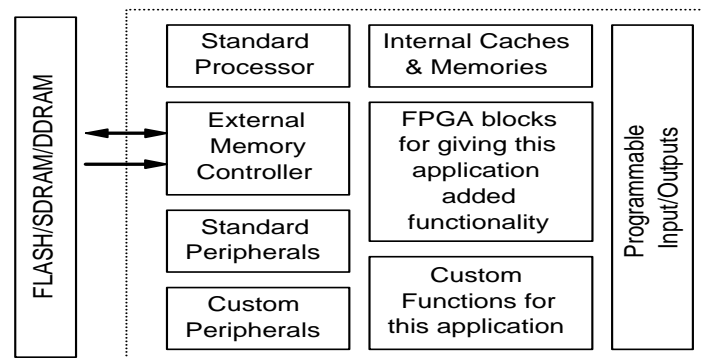 FLASH/SDRAM/DDRAM
Standard
Processor
External
Memory
Controller
Standard
Peripherals
Custom
Peripherals
Internal Caches
& Memories
FPGA blocks
for giving this
application
added
functionality
Custom
Functions for
this application
Programmable
Input/Outputs